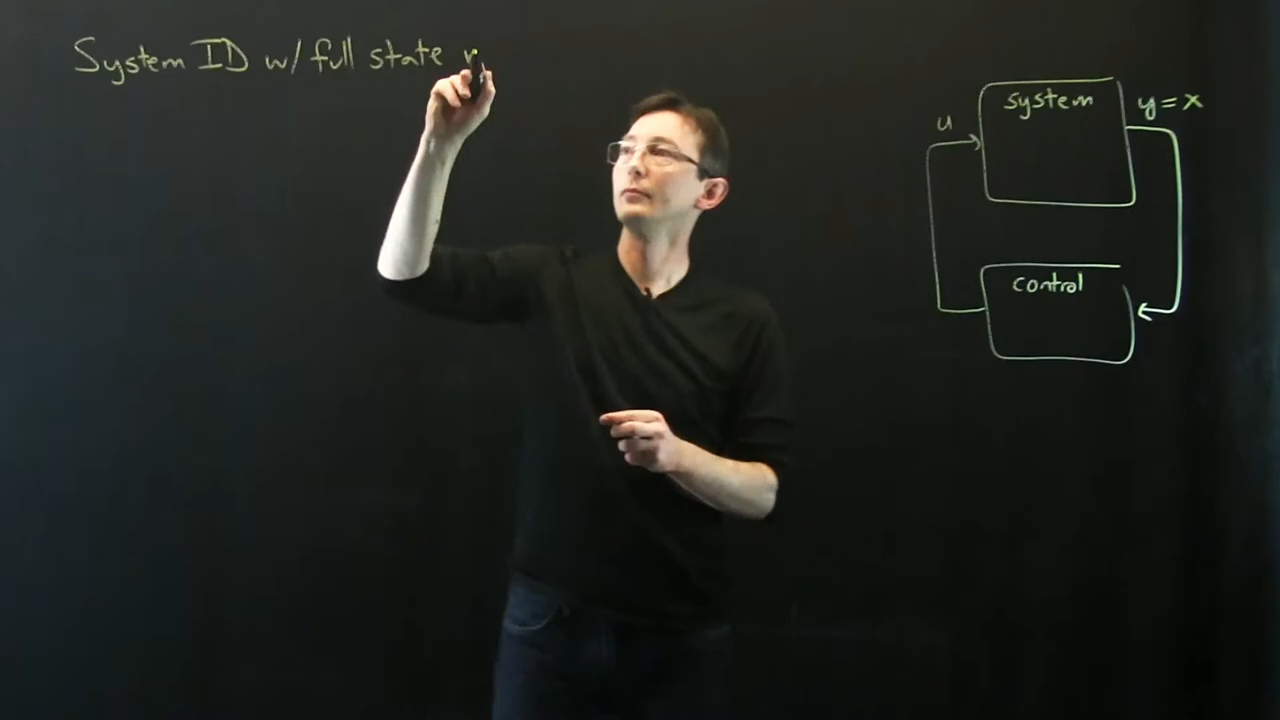 System ID w/ full state
system
y = x
u
control